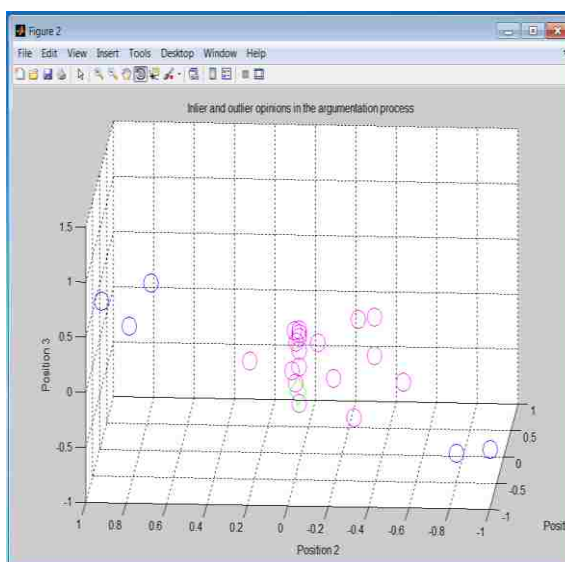 Figure 2
File Edit View Insert Tools Desktop Window Help
Inlier and outlier opinions in the argumentation process
1.5
1
0.5
0
-0.5
-1
Position 3
1
0.5
0
-0.5
-1
1 0.8 0.6 0.4 0.2 0 -0.2 -0.4 -0.6 -0.8 -1
Position 2